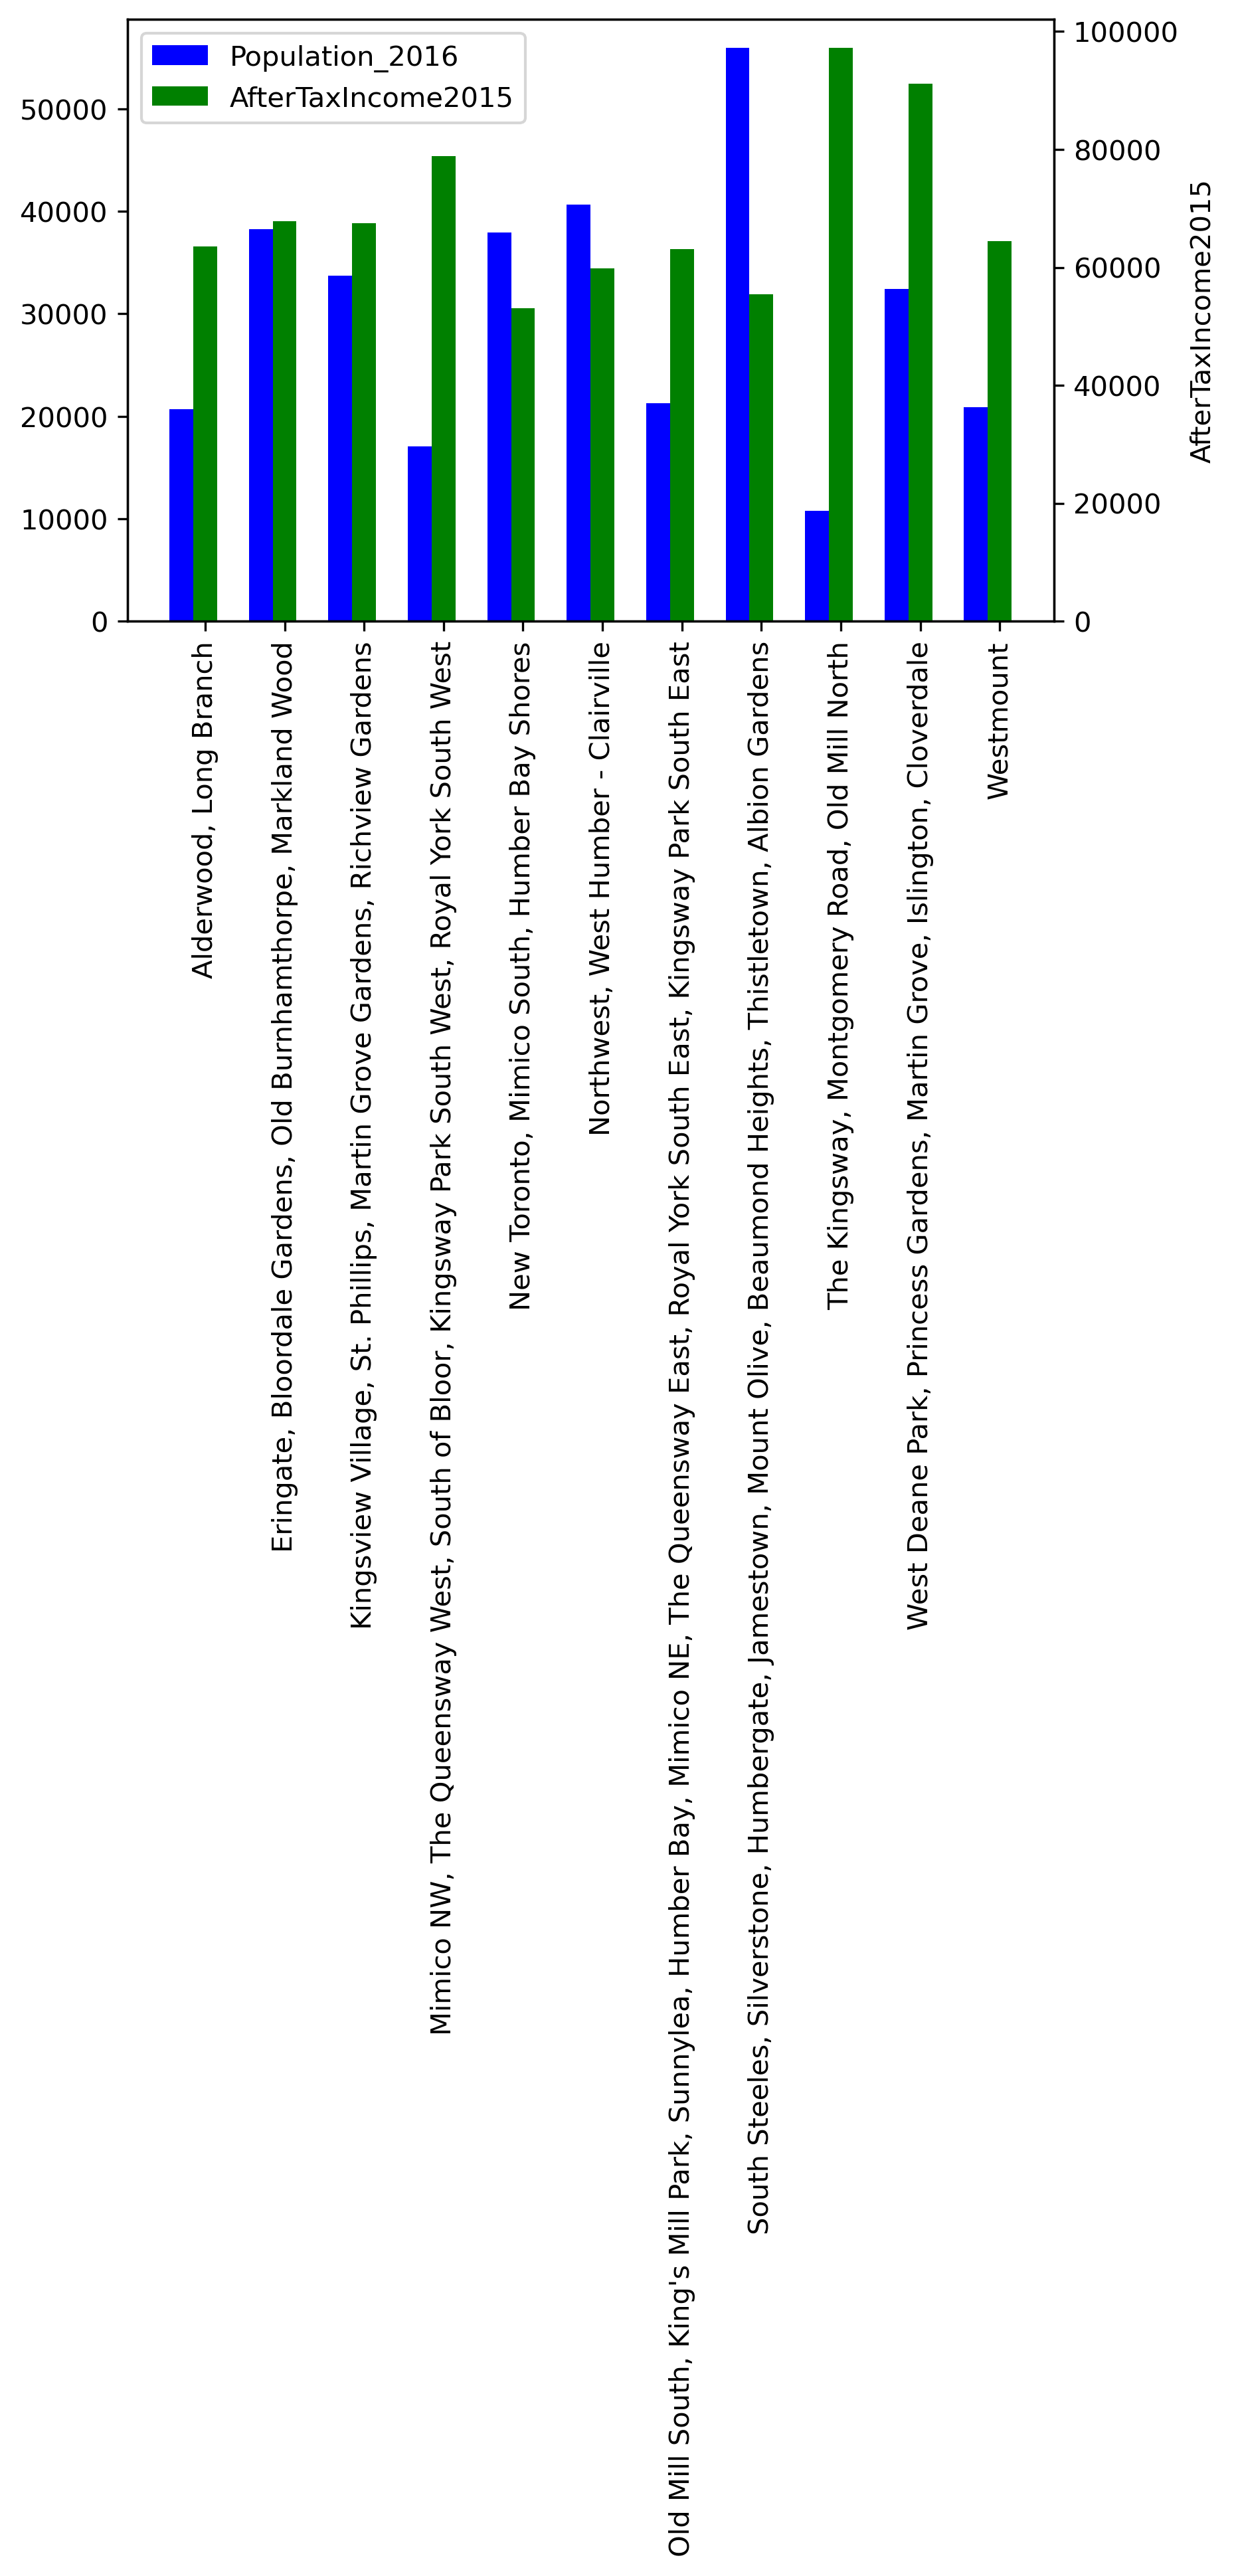 Population_2016
AfterTaxIncome2015
50000
40000
30000
20000
10000
0
100000
80000
60000
40000
20000
0
AfterTaxIncome2015
Alderwood, Long Branch
Eringate, Bloordale Gardens, Old Burnhamthorpe, Markland Wood
Kingsview Village, St. Phillips, Martin Grove Gardens, Richview Gardens
Mimico NW, The Queensway West, South of Bloor, Kingsway Park South West, Royal York South West
New Toronto, Mimico South, Humber Bay Shores
Northwest, West Humber - Clairville
Old Mill South, King's Mill Park, Sunnylea, Humber Bay, Mimico NE, The Queensway East, Royal York South East, Kingsway Park South East
South Steeles, Silverstone, Humbergate, Jamestown, Mount Olive, Beaumond Heights, Thistletown, Albion Gardens
The Kingsway, Montgomery Road, Old Mill North
West Deane Park, Princess Gardens, Martin Grove, Islington, Cloverdale
Westmount